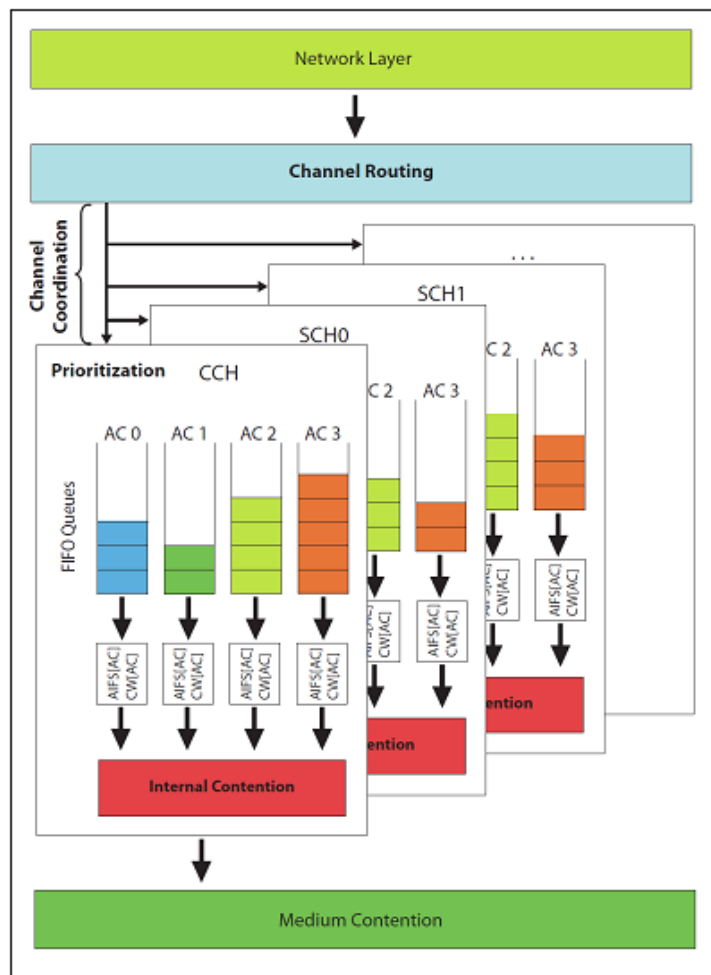 Network Layer
Channel Routing
Channel
Coordination
...
SCH1
SCH0
Prioritization CCH
AC 2 AC 3
AC 2 AC 3
AC 0 AC 1 AC 2 AC 3
FIFO Queues
AIFS[AC]
CW[AC]
AIFS[AC]
CW[AC]
AIFS[AC]
CW[AC]
AIFS[AC]
CW[AC]
CW[AC]
AIFS[AC]
CW[AC]
CW[AC]
AIFS[AC]
CW[AC]
ention
ention
Internal Contention
Medium Contention